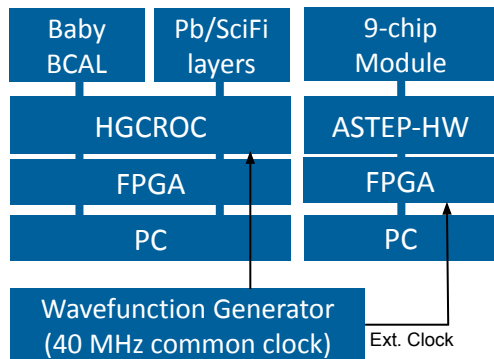 Baby
BCAL
Pb/SciFi
layers
9-chip
Module
HGCROC
ASTEP-HW
FPGA
FPGA
PC
PC
Wavefunction Generator
(40 MHz common clock)
Ext. Clock